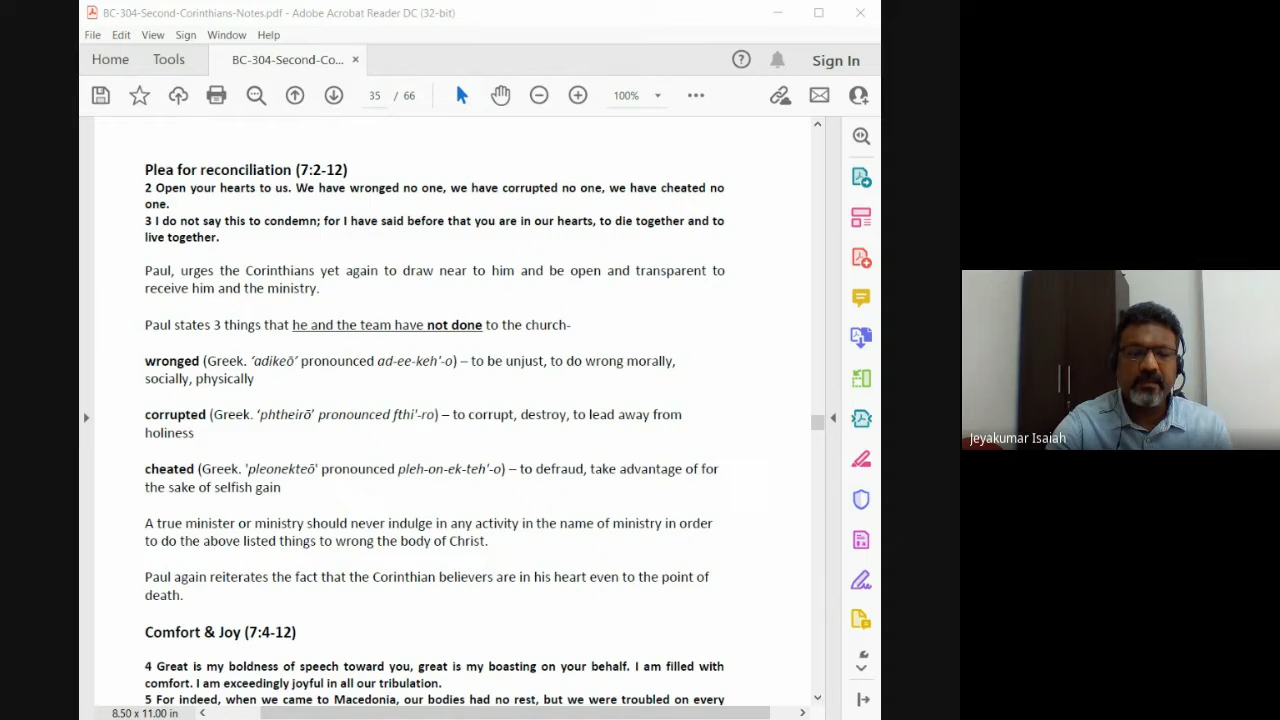 BC-304-Second-Corinthians-Notes.pdf - Adobe Acrobat Reader DC (32-bit)
File Edit View Sign Window Help
Home Tools BC-304-Second-Co... × Sign In
35 / 66 100%
Plea for reconciliation (7:2-12)
2 Open your hearts to us. We have wronged no one, we have corrupted no one, we have cheated no
one.
3 I do not say this to condemn; for I have said before that you are in our hearts, to die together and to
live together.
Paul, urges the Corinthians yet again to draw near to him and be open and transparent to
receive him and the ministry.
Paul states 3 things that he and the team have not done to the church-
wronged (Greek. ‘adikeō’ pronounced ad-ee-keh'-o) – to be unjust, to do wrong morally,
socially, physically
corrupted (Greek. ‘phtheirō’ pronounced fthi'-ro) – to corrupt, destroy, to lead away from
holiness
cheated (Greek. 'pleonekteō' pronounced pleh-on-ek-teh'-o) – to defraud, take advantage of for
the sake of selfish gain
A true minister or ministry should never indulge in any activity in the name of ministry in order
to do the above listed things to wrong the body of Christ.
Paul again reiterates the fact that the Corinthian believers are in his heart even to the point of
death.
Comfort & Joy (7:4-12)
4 Great is my boldness of speech toward you, great is my boasting on your behalf. I am filled with
comfort. I am exceedingly joyful in all our tribulation.
5 For indeed, when we came to Macedonia, our bodies had no rest, but we were troubled on every
8.50 x 11.00 in
Jeyakumar Isaiah